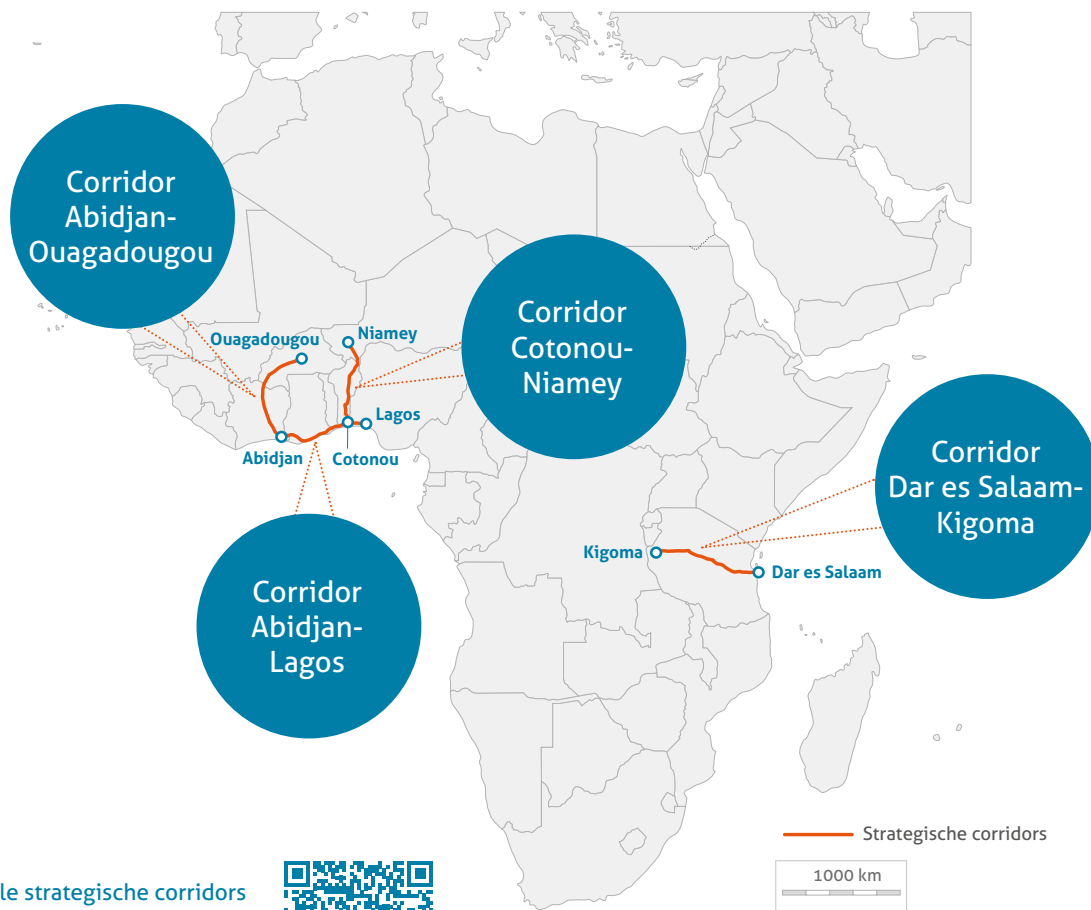 Corridor
Abidjan-
Ouagadougou
Corridor
Cotonou-
Niamey
Ouagadougou
Niamey
Lagos
Abidjan
Cotonou
Corridor
Dar es Salaam-
Kigoma
Kigoma
Dar es Salaam
Corridor
Abidjan-
Lagos
Strategische corridors
1000 km
strategische corridors